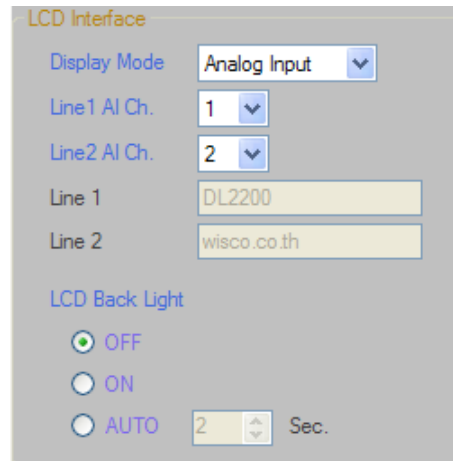 LCD Interface
Display Mode Analog Input
Line1 AI Ch. 1
Line2 AI Ch. 2
Line 1 DL2200
Line 2 wisco.co.th
LCD Back Light
OFF
ON
AUTO 2 Sec.